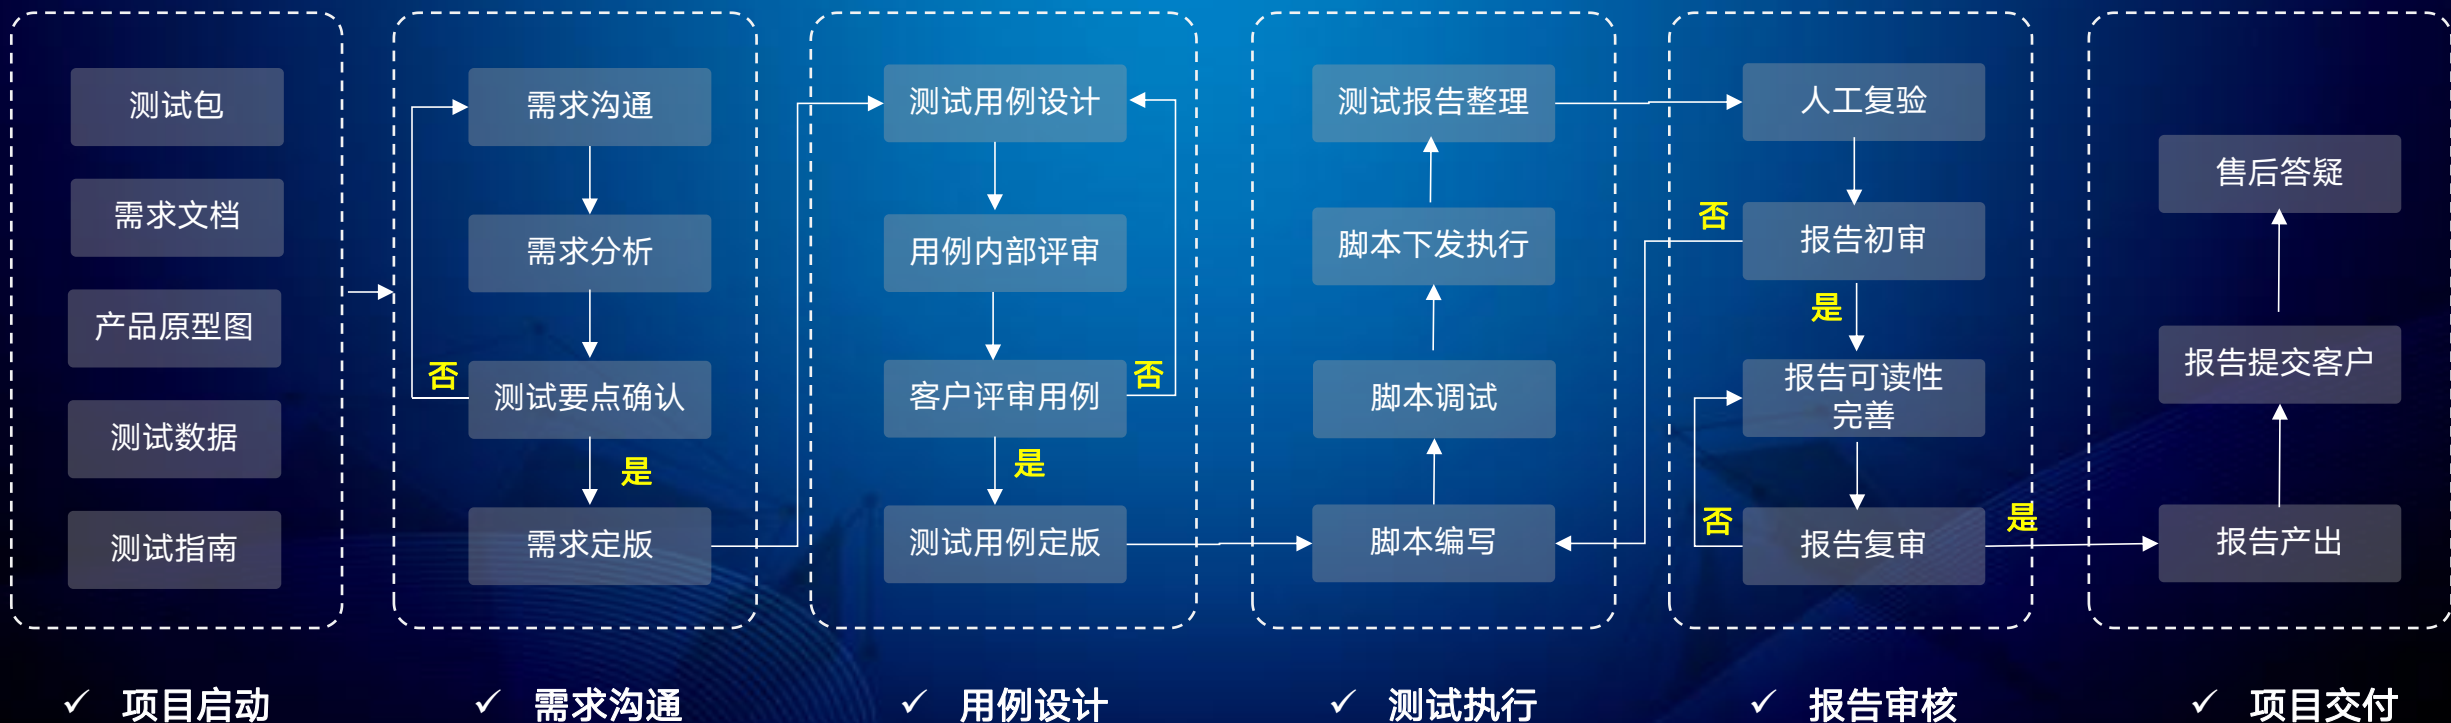 测试包
需求文档
产品原型图
测试数据
测试指南
✓ 项目启动
需求沟通
需求分析
否
测试要点确认
是
需求定版
✓ 需求沟通
测试用例设计
用例内部评审
客户评审用例
否
是
测试用例定版
✓ 用例设计
测试报告整理
脚本下发执行
脚本调试
脚本编写
✓ 测试执行
人工复验
否
报告初审
是
报告可读性
完善
否
报告复审
是
✓ 报告审核
售后答疑
报告提交客户
报告产出
✓ 项目交付